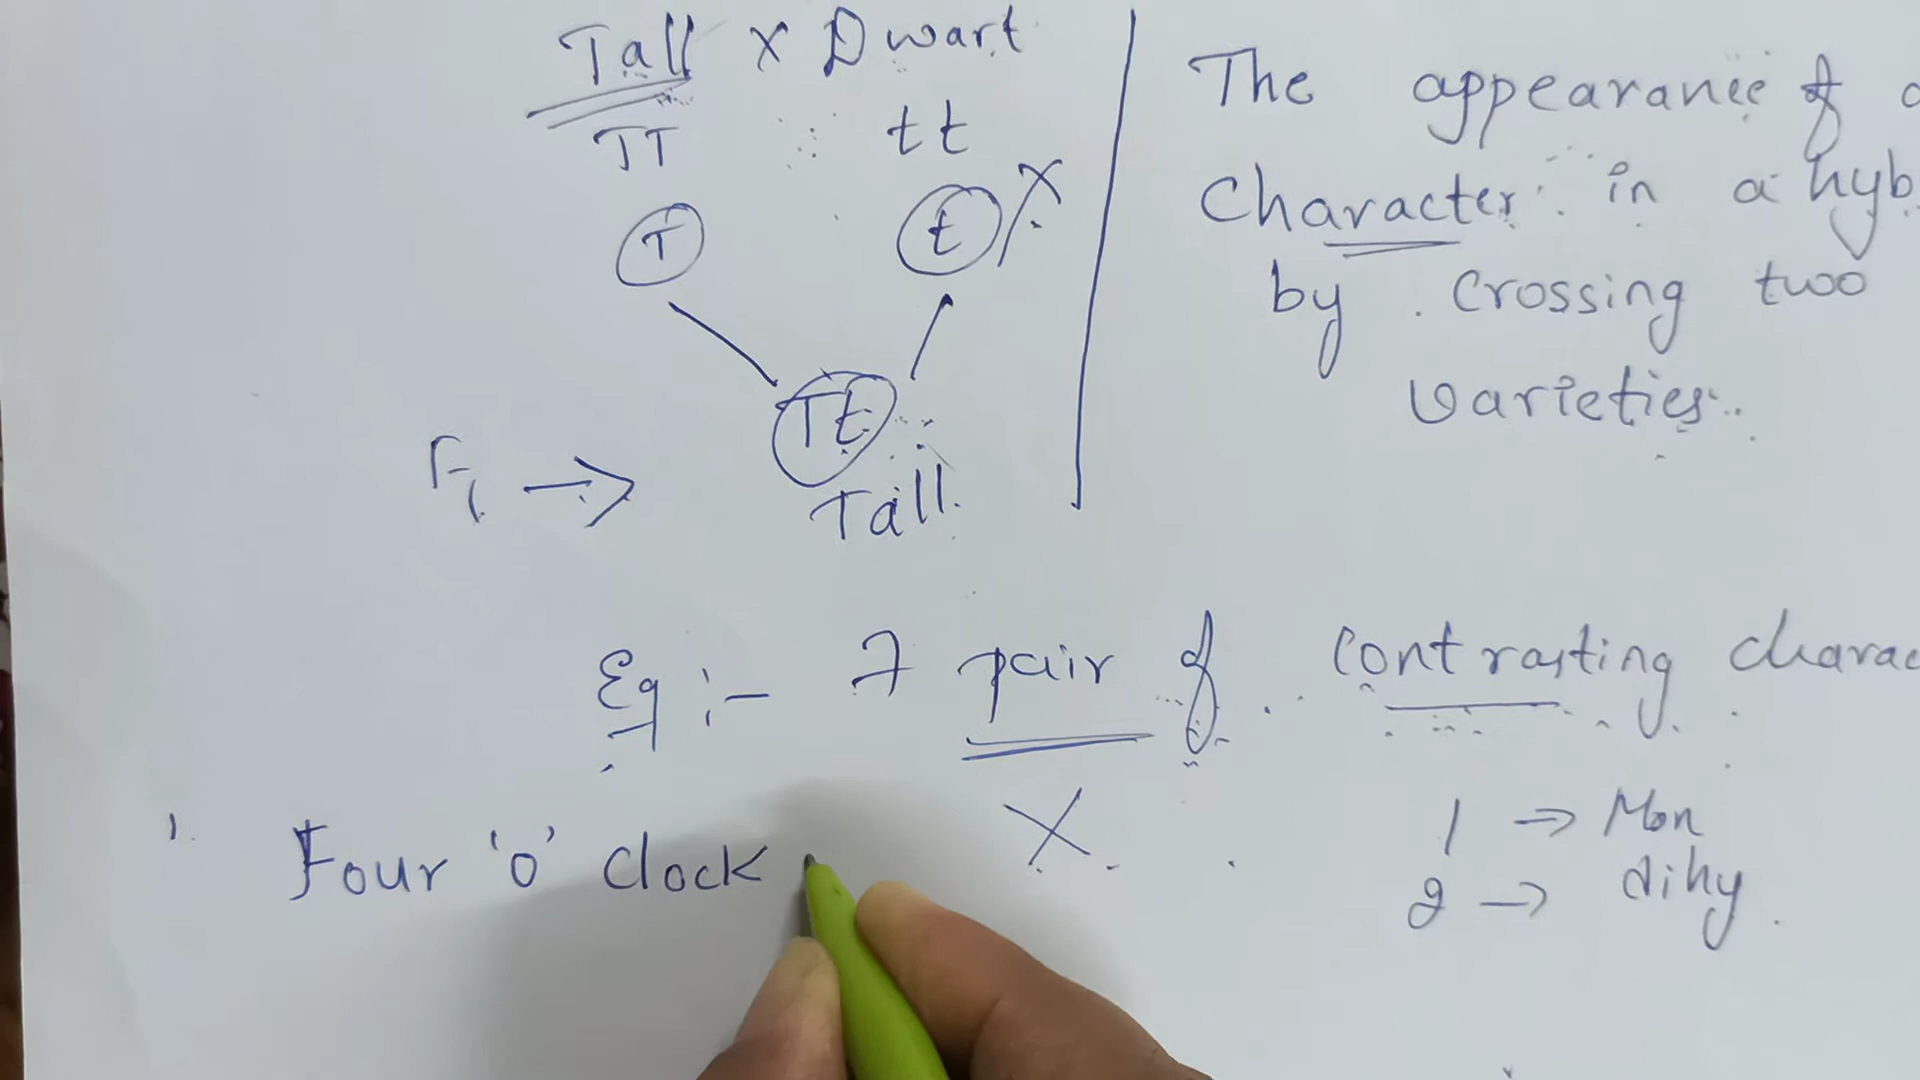 Tall x Dwart
TT tt
T t x
Tt
F1 → Tall.
The appearance of
Character in a hyb
by crossing two
varieties.
Eg :- 7 pair of contrasting charac
X
1 → Mon
2 → dihy
Four 'o' Clock